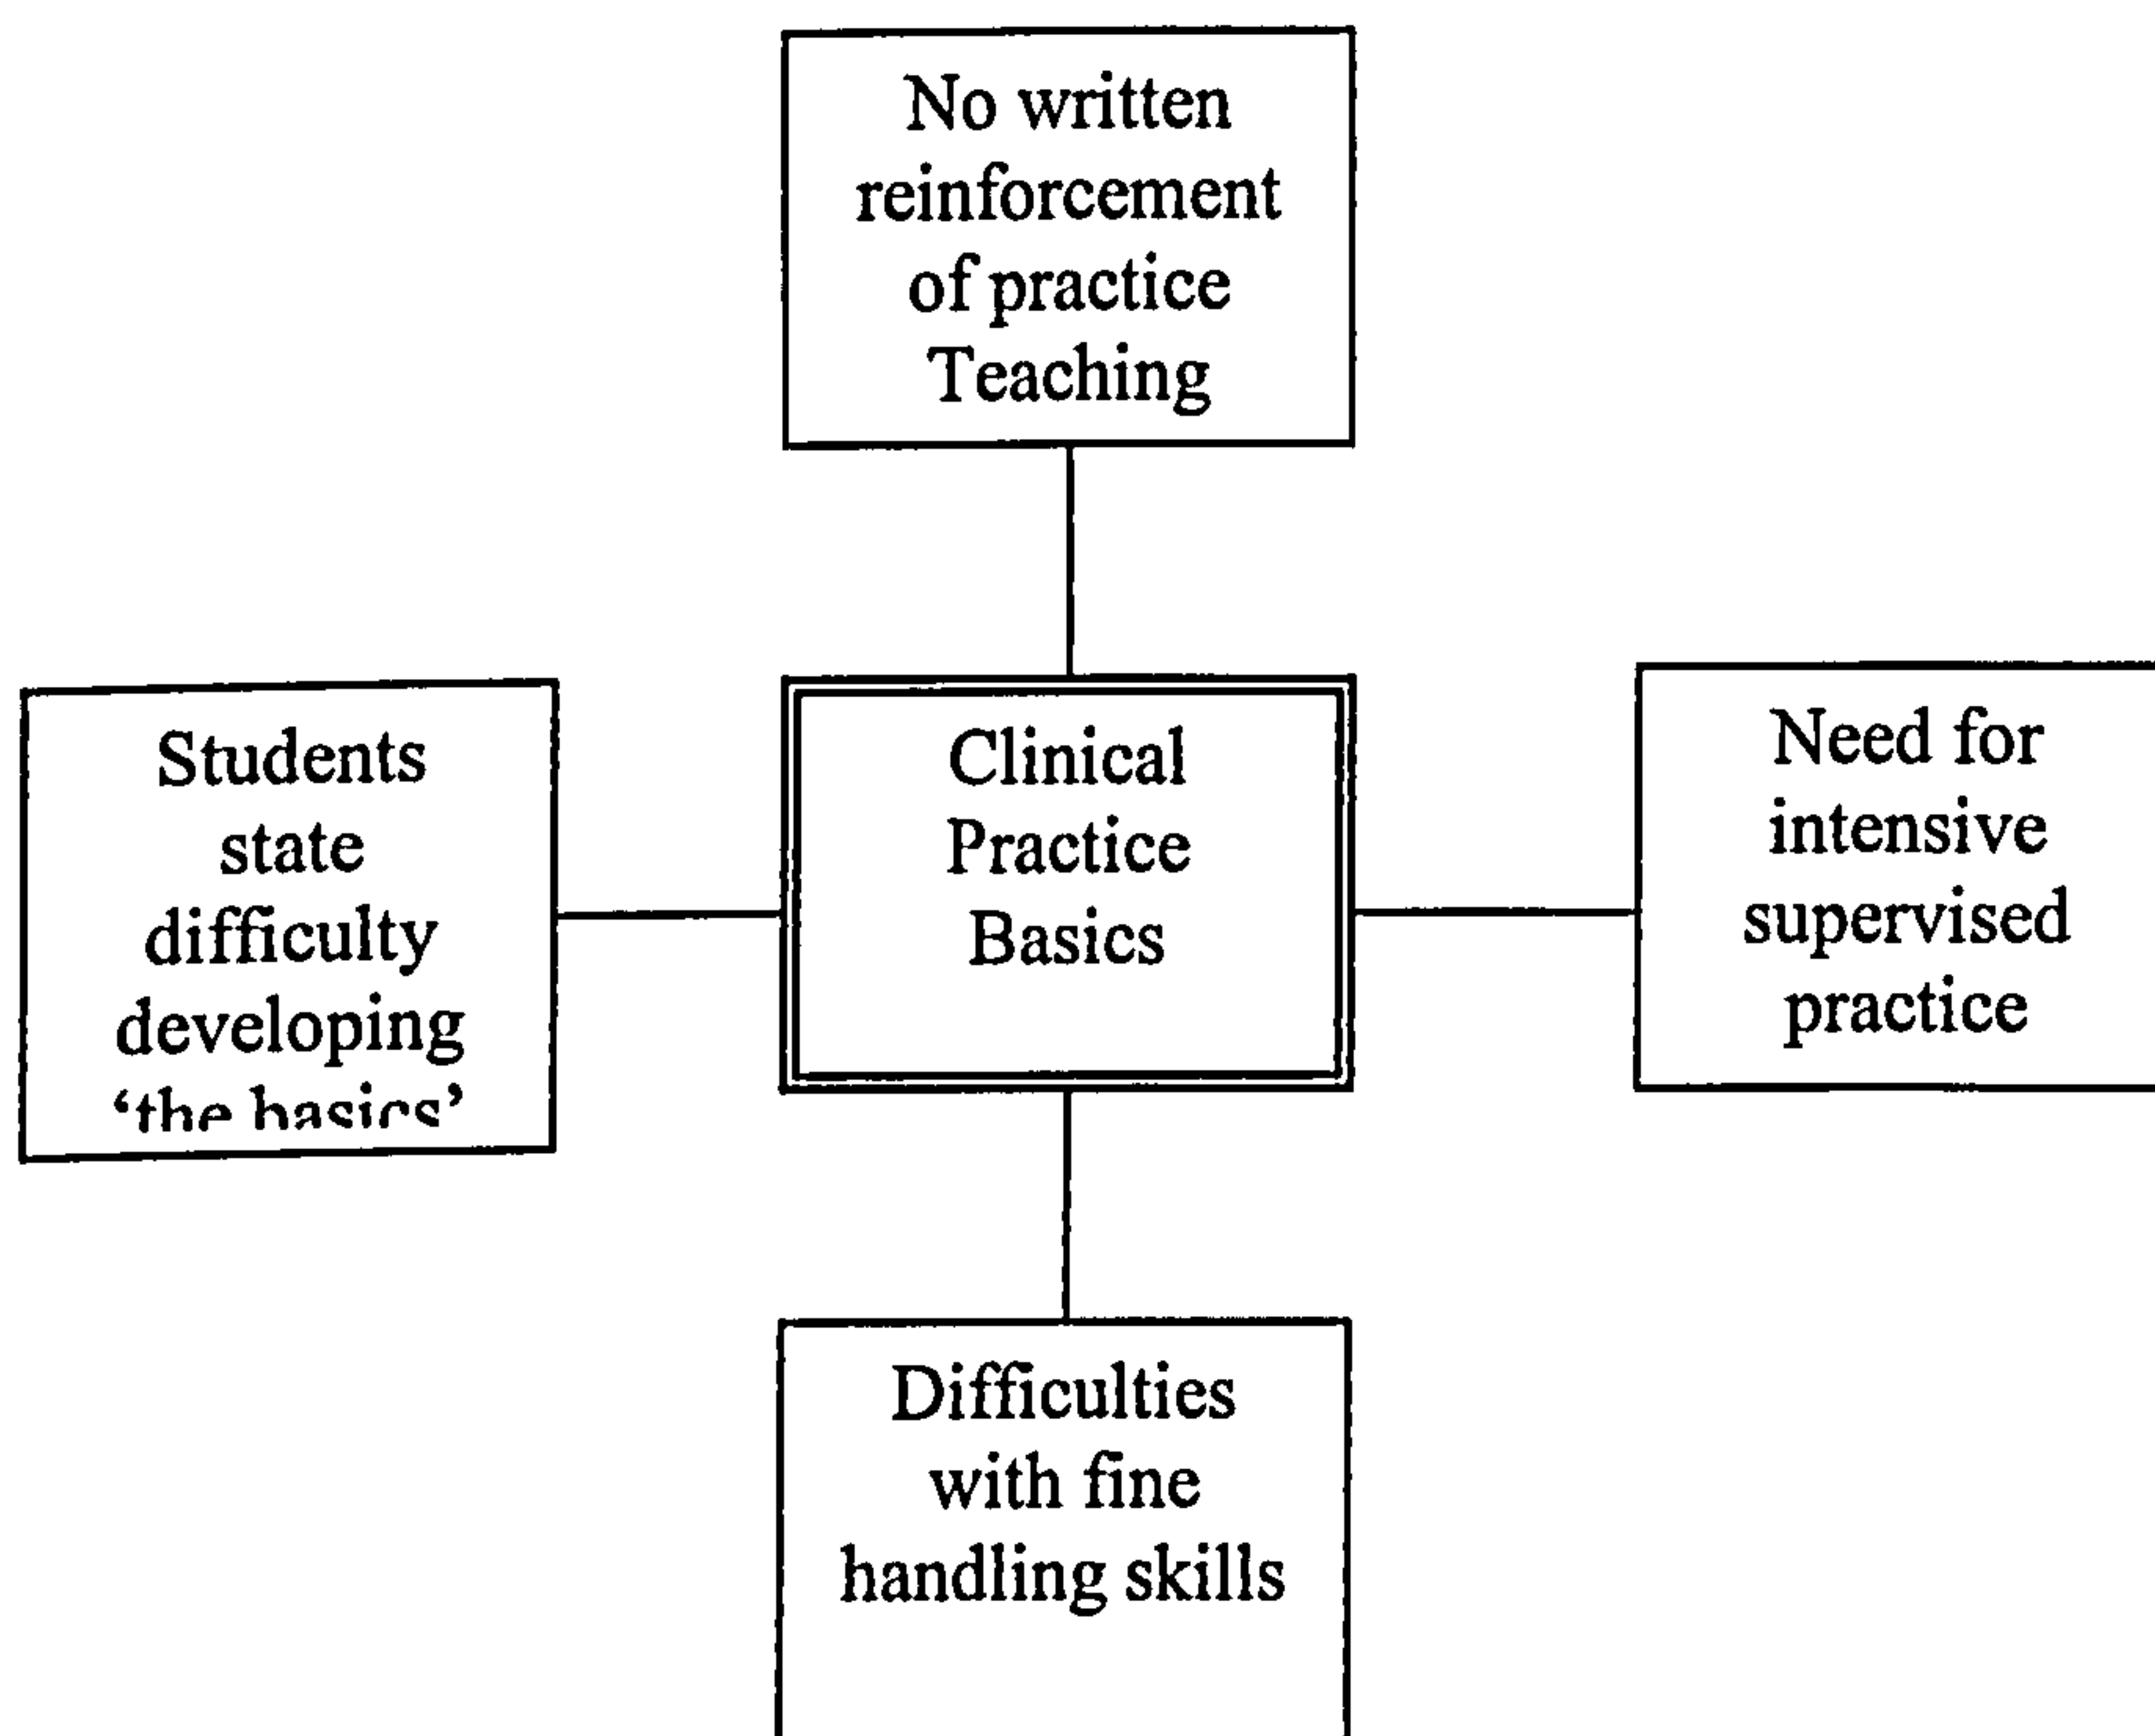 No written
reinforcement
of practice
Teaching
Students
state
difficulty
developing
‘the basics’
Clinical
Practice
Basics
Need for
intensive
supervised
practice
Difficulties
with fine
handling skills